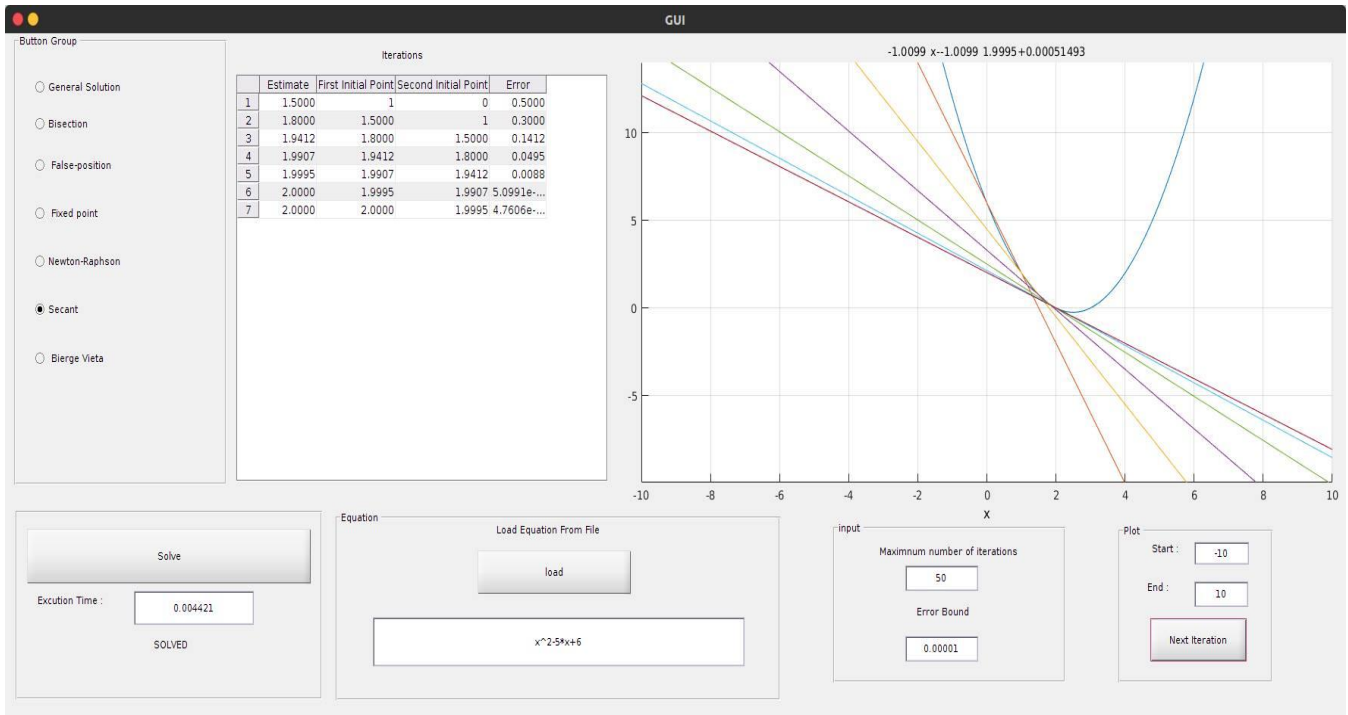 GUI
Button Group
General Solution
Bisection
False-position
Fixed point
Newton-Raphson
Secant
Bierge Vieta
Iterations
Estimate First Initial Point Second Initial Point Error
1 1.5000 1 0 0.5000
2 1.8000 1.5000 1 0.3000
3 1.9412 1.8000 1.5000 0.1412
4 1.9907 1.9412 1.8000 0.0495
5 1.9995 1.9907 1.9412 0.0088
6 2.0000 1.9995 1.9907 5.0991e-...
7 2.0000 2.0000 1.9995 4.7606e-...
-1.0099 x--1.0099 1.9995+0.00051493
10
5
0
-5
-10 -8 -6 -4 -2 0 2 4 6 8 10
x
Solve
Excution Time :
0.004421
SOLVED
Equation
Load Equation From File
load
x^2-5*x+6
input
Maximnum number of iterations
50
Error Bound
0.00001
Plot
Start :
-10
End :
10
Next Iteration